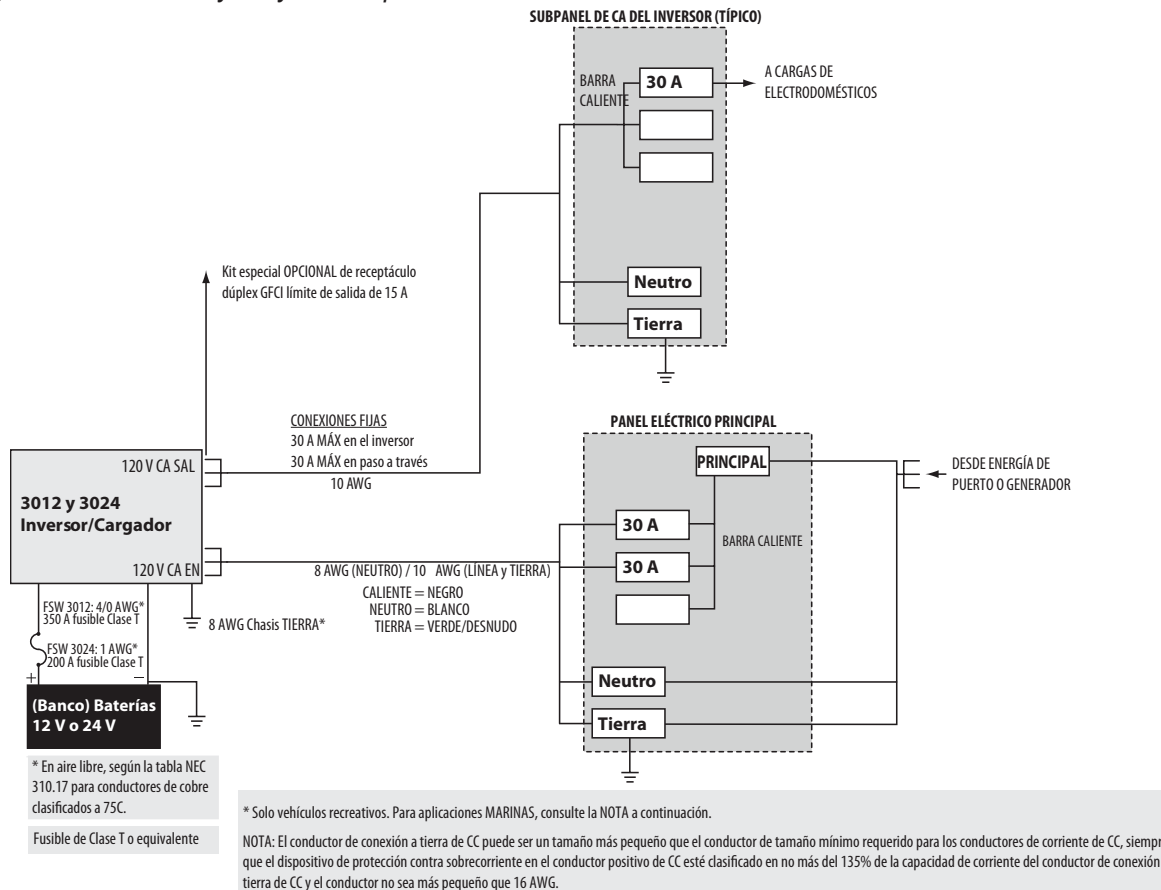 SUBPANEL DE CA DEL INVERSOR (TÍPICO)
BARRA
CALIENTE
30 A
A CARGAS DE
ELECTRODOMÉSTICOS
Neutro
Tierra
Kit especial OPCIONAL de receptáculo
dúplex GFCI límite de salida de 15 A
CONEXIONES FIJAS
30 A MÁX en el inversor
30 A MÁX en paso a través
10 AWG
PANEL ELÉCTRICO PRINCIPAL
PRINCIPAL
DESDE ENERGÍA DE
PUERTO O GENERADOR
30 A
BARRA CALIENTE
30 A
Neutro
Tierra
120 V CA SAL
3012 y 3024
Inversor/Cargador
120 V CA EN
8 AWG (NEUTRO) / 10 AWG (LÍNEA y TIERRA)
CALIENTE = NEGRO
NEUTRO = BLANCO
TIERRA = VERDE/DESNUDO
FSW 3012: 4/0 AWG*
350 A fusible Clase T
8 AWG Chasis TIERRA*
FSW 3024: 1 AWG*
200 A fusible Clase T
+ –
(Banco) Baterías
12 V o 24 V
* En aire libre, según la tabla NEC
310.17 para conductores de cobre
clasificados a 75C.
Fusible de Clase T o equivalente
* Solo vehículos recreativos. Para aplicaciones MARINAS, consulte la NOTA a continuación.
NOTA: El conductor de conexión a tierra de CC puede ser un tamaño más pequeño que el conductor de tamaño mínimo requerido para los conductores de corriente de CC, siempr
que el dispositivo de protección contra sobrecorriente en el conductor positivo de CC esté clasificado en no más del 135% de la capacidad de corriente del conductor de conexión
tierra de CC y el conductor no sea más pequeño que 16 AWG.